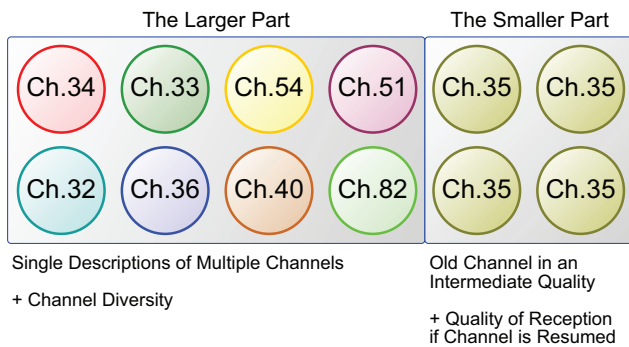 The Larger Part
The Smaller Part
Ch.34 Ch.33 Ch.54 Ch.51 Ch.35 Ch.35
Ch.32 Ch.36 Ch.40 Ch.82 Ch.35 Ch.35
Single Descriptions of Multiple Channels
+ Channel Diversity
Old Channel in an
Intermediate Quality
+ Quality of Reception
if Channel is Resumed